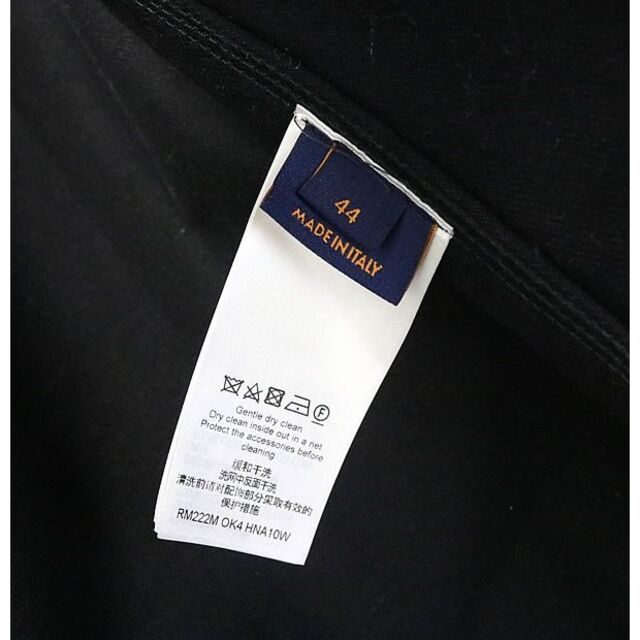 44
MADE IN ITALY
F
Gentle dry clean
Dry clean inside out in a net
Protect the accessories before
cleaning
缓和干洗
洗网中反面干洗
清洗前请对配饰部分采取有效的
保护措施
RM222M OK4 HNA10W